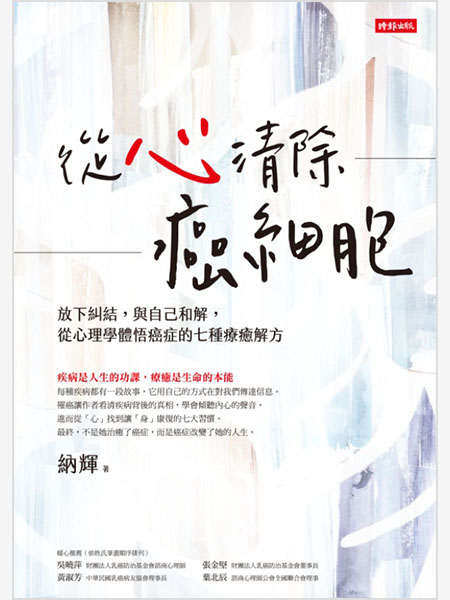 時報出版
從心清除
癌細胞
放下糾結，與自己和解，
從心理學體悟癌症的七種療癒解方
疾病是人生的功課，療癒是生命的本能
每種疾病都有一段故事，它用自己的方式在對我們傳達信息。
罹癌讓作者看清疾病背後的真相，學會傾聽內心的聲音。
進而從「心」找到讓「身」康復的七大習慣。
最終，不是她治癒了癌症，而是癌症改變了她的人生。
納輝 著
暖心推薦（依姓氏筆畫順序排列）
吳曉萍 財團法人乳癌防治基金會諮商心理師
張金堅 財團法人乳癌防治基金會董事長
黃淑芳 中華民國乳癌病友協會理事長
葉北辰 諮商心理師公會全國聯合會理事